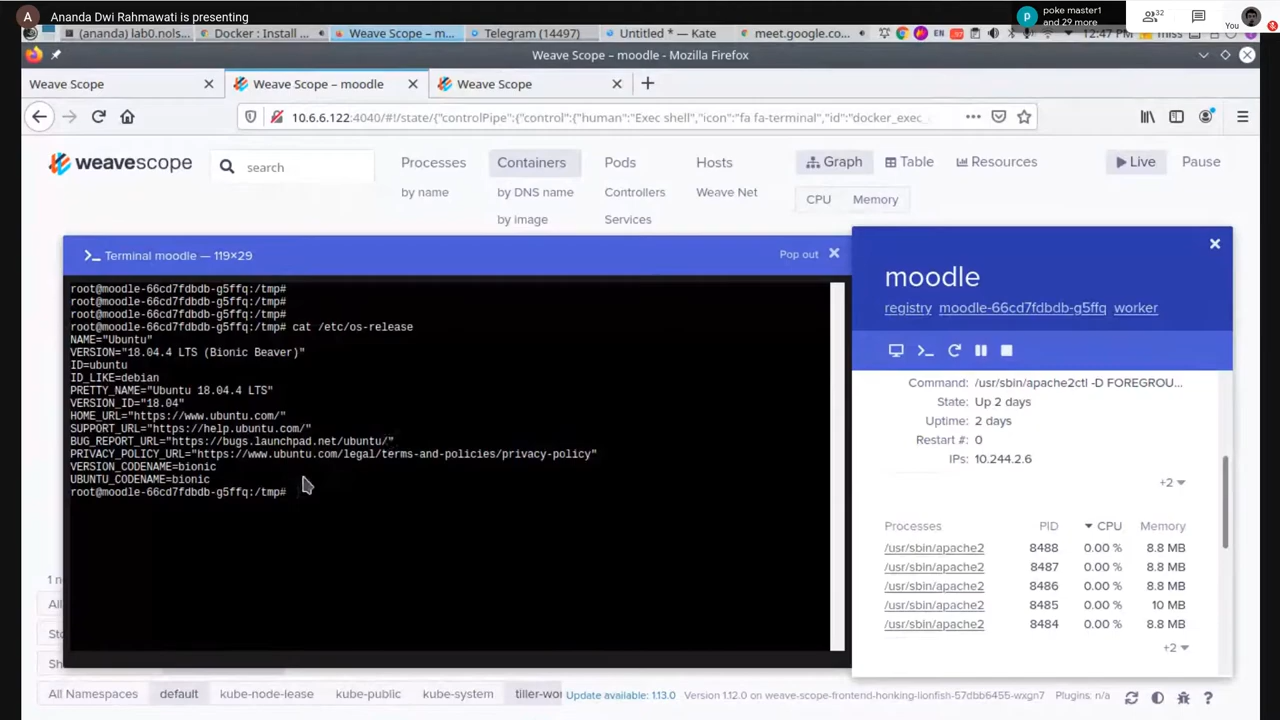 A Ananda Dwi Rahmawati is presenting
p poke master1 and 29 more
32
You
(ananda) lab0.nols... Docker : Install ... Weave Scope – m... Telegram (14497) Untitled * — Kate meet.google.co... EN 12:47 PM miss
Weave Scope – moodle - Mozilla Firefox
Weave Scope Weave Scope – moodle Weave Scope
10.6.6.122:4040/#!/state/{"controlPipe":{"control":{"human":"Exec shell","icon":"fa fa-terminal","id":"docker_exec_
weavescope search Processes Containers Pods Hosts Graph Table Resources Live Pause
by name by DNS name Controllers Weave Net CPU Memory
by image Services
Terminal moodle — 119×29 Pop out
root@moodle-66cd7fdbdb-g5ffq:/tmp#
root@moodle-66cd7fdbdb-g5ffq:/tmp#
root@moodle-66cd7fdbdb-g5ffq:/tmp#
root@moodle-66cd7fdbdb-g5ffq:/tmp# cat /etc/os-release
NAME="Ubuntu"
VERSION="18.04.4 LTS (Bionic Beaver)"
ID=ubuntu
ID_LIKE=debian
PRETTY_NAME="Ubuntu 18.04.4 LTS"
VERSION_ID="18.04"
HOME_URL="https://www.ubuntu.com/"
SUPPORT_URL="https://help.ubuntu.com/"
BUG_REPORT_URL="https://bugs.launchpad.net/ubuntu/"
PRIVACY_POLICY_URL="https://www.ubuntu.com/legal/terms-and-policies/privacy-policy"
VERSION_CODENAME=bionic
UBUNTU_CODENAME=bionic
root@moodle-66cd7fdbdb-g5ffq:/tmp#
moodle
registry moodle-66cd7fdbdb-g5ffq worker
Command: /usr/sbin/apache2ctl -D FOREGROU...
State: Up 2 days
Uptime: 2 days
Restart #: 0
IPs: 10.244.2.6
+2
Processes PID CPU Memory
/usr/sbin/apache2 8488 0.00 % 8.8 MB
/usr/sbin/apache2 8487 0.00 % 8.8 MB
/usr/sbin/apache2 8486 0.00 % 8.8 MB
/usr/sbin/apache2 8485 0.00 % 10 MB
/usr/sbin/apache2 8484 0.00 % 8.8 MB
+2
1 n
All
Sto
Sh
All Namespaces default kube-node-lease kube-public kube-system tiller-wor Update available: 1.13.0 Version 1.12.0 on weave-scope-frontend-honking-lionfish-57dbb6455-wxgn7 Plugins: n/a